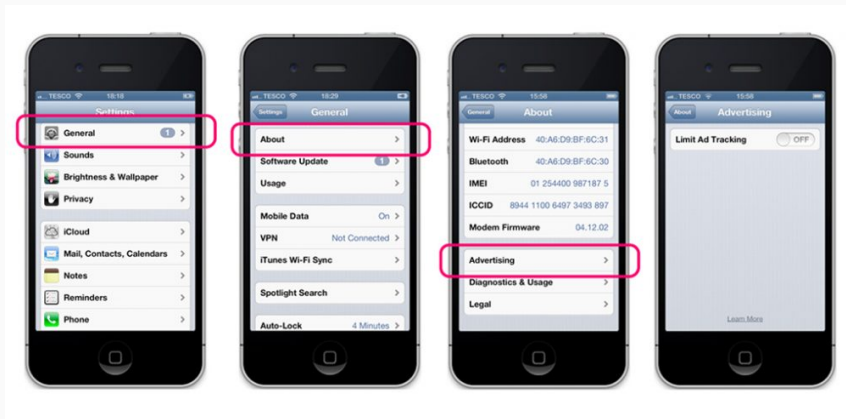 TESCO 18:18
Settings
General 1
Sounds
Brightness & Wallpaper
Privacy
iCloud
Mail, Contacts, Calendars
Notes
Reminders
Phone
TESCO 18:29
Settings General
About
Software Update 1
Usage
Mobile Data On
VPN Not Connected
iTunes Wi-Fi Sync
Spotlight Search
Auto-Lock 4 Minutes
TESCO 15:56
General About
Wi-Fi Address 40:A6:D9:BF:6C:31
Bluetooth 40:A6:D9:BF:6C:30
IMEI 01 254400 987187 5
ICCID 8944 1100 6497 3493 897
Modem Firmware 04.12.02
Advertising
Diagnostics & Usage
Legal
TESCO 15:58
About Advertising
Limit Ad Tracking OFF
Learn More